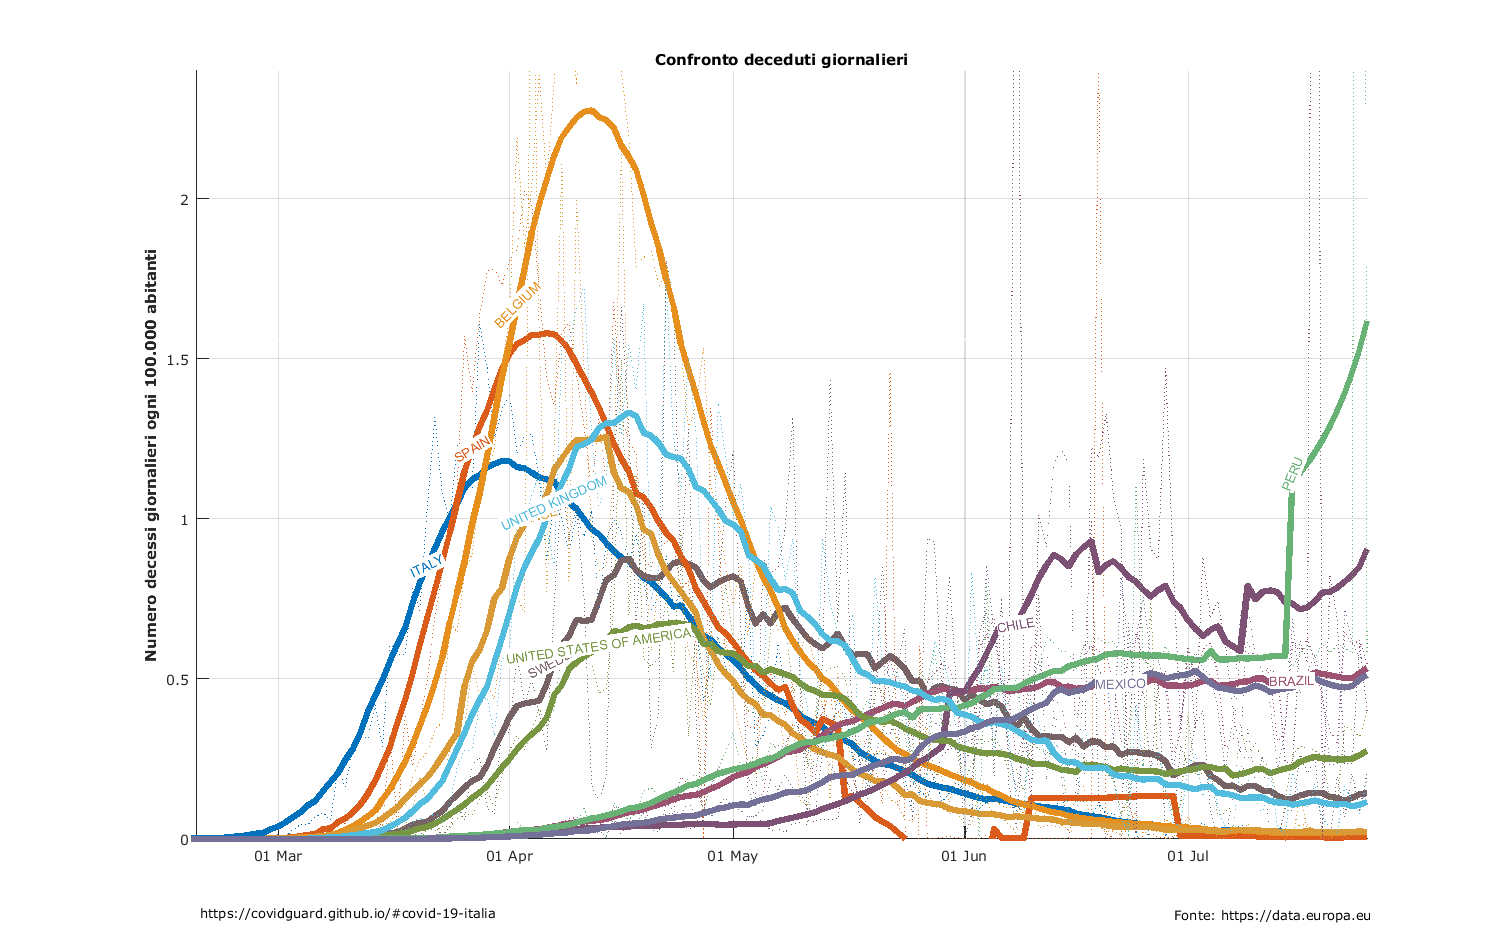 Confronto deceduti giornalieri
Numero decessi giornalieri ogni 100.000 abitanti
2
1.5
1
0.5
0
BELGIUM
SPAIN
ITALY
UNITED KINGDOM
UNITED STATES OF AMERICA
PERU
CHILE
MEXICO
BRAZIL
01 Mar
01 Apr
01 May
01 Jun
01 Jul
https://covidguard.github.io/#covid-19-italia
Fonte: https://data.europa.eu